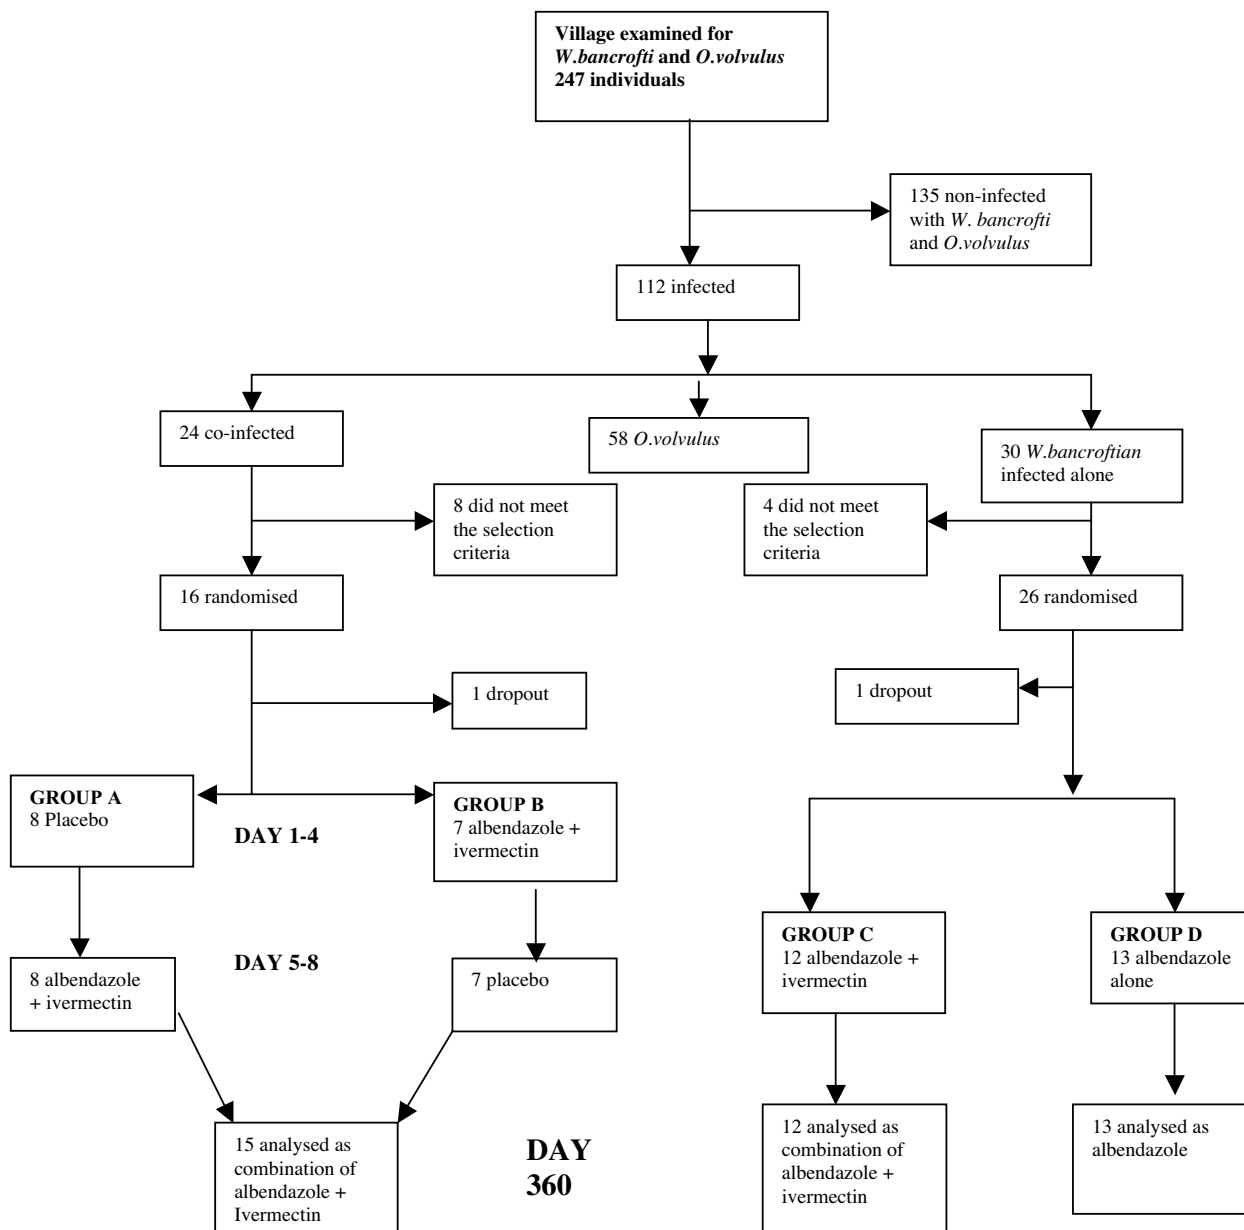 Village examined for
W.bancrofti and O.volvulus
247 individuals
135 non-infected
with W. bancrofti
and O.volvulus
112 infected
24 co-infected
58 O.volvulus
30 W.bancroftian
infected alone
8 did not meet
the selection
criteria
4 did not meet
the selection
criteria
16 randomised
26 randomised
1 dropout
1 dropout
GROUP A
8 Placebo
DAY 1-4
GROUP B
7 albendazole +
ivermectin
GROUP C
12 albendazole +
ivermectin
GROUP D
13 albendazole
alone
8 albendazole
+ ivermectin
DAY 5-8
7 placebo
15 analysed as
combination of
albendazole +
Ivermectin
DAY
360
12 analysed as
combination of
albendazole +
ivermectin
13 analysed as
albendazole